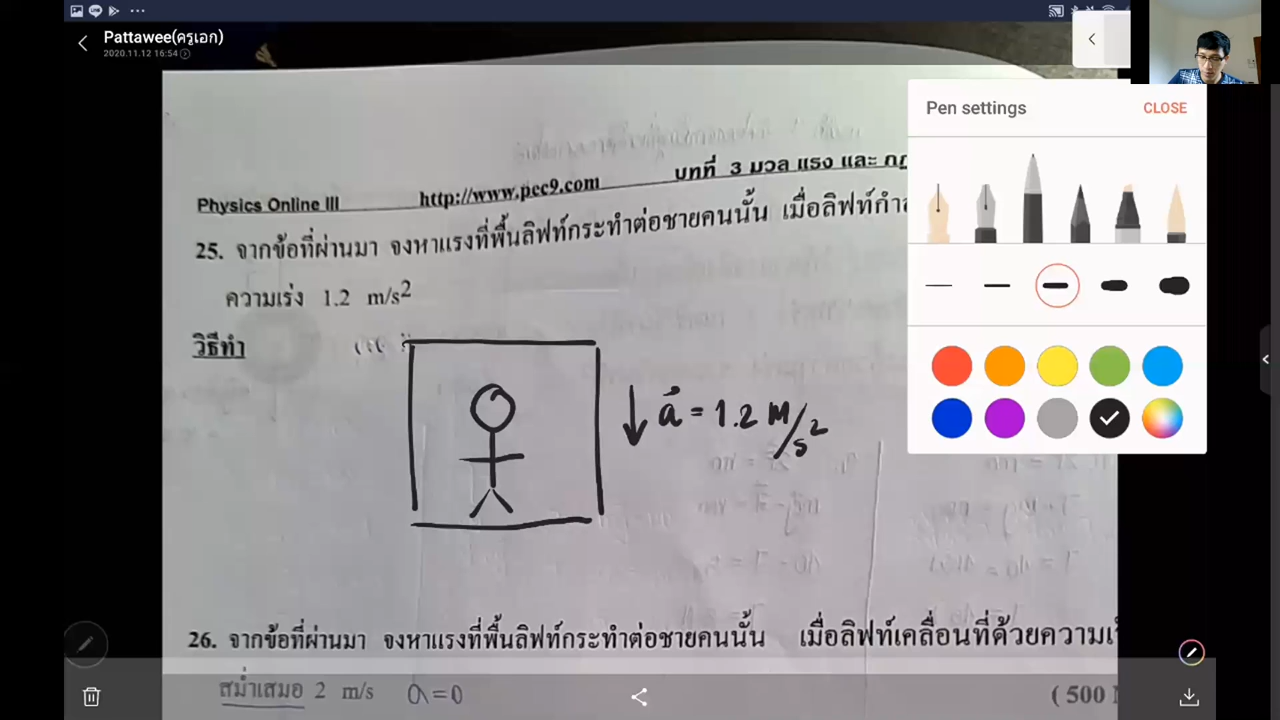 Pattawee(ครูเอก)
2020.11.12 16:54
Pen settings
CLOSE
Physics Online III http://www.pec9.com บทที่ 3 มวล แรง และ
25. จากข้อที่ผ่านมา จงหาแรงที่พื้นลิฟท์กระทำต่อชายคนนั้น เมื่อลิฟท์
ความเร่ง 1.2 m/s2
วิธีทำ
a = 1.2 m/s2
26. จากข้อที่ผ่านมา จงหาแรงที่พื้นลิฟท์กระทำต่อชายคนนั้น เมื่อลิฟท์เคลื่อนที่ด้วย
สม่ำเสมอ 2 m/s a=0 (500